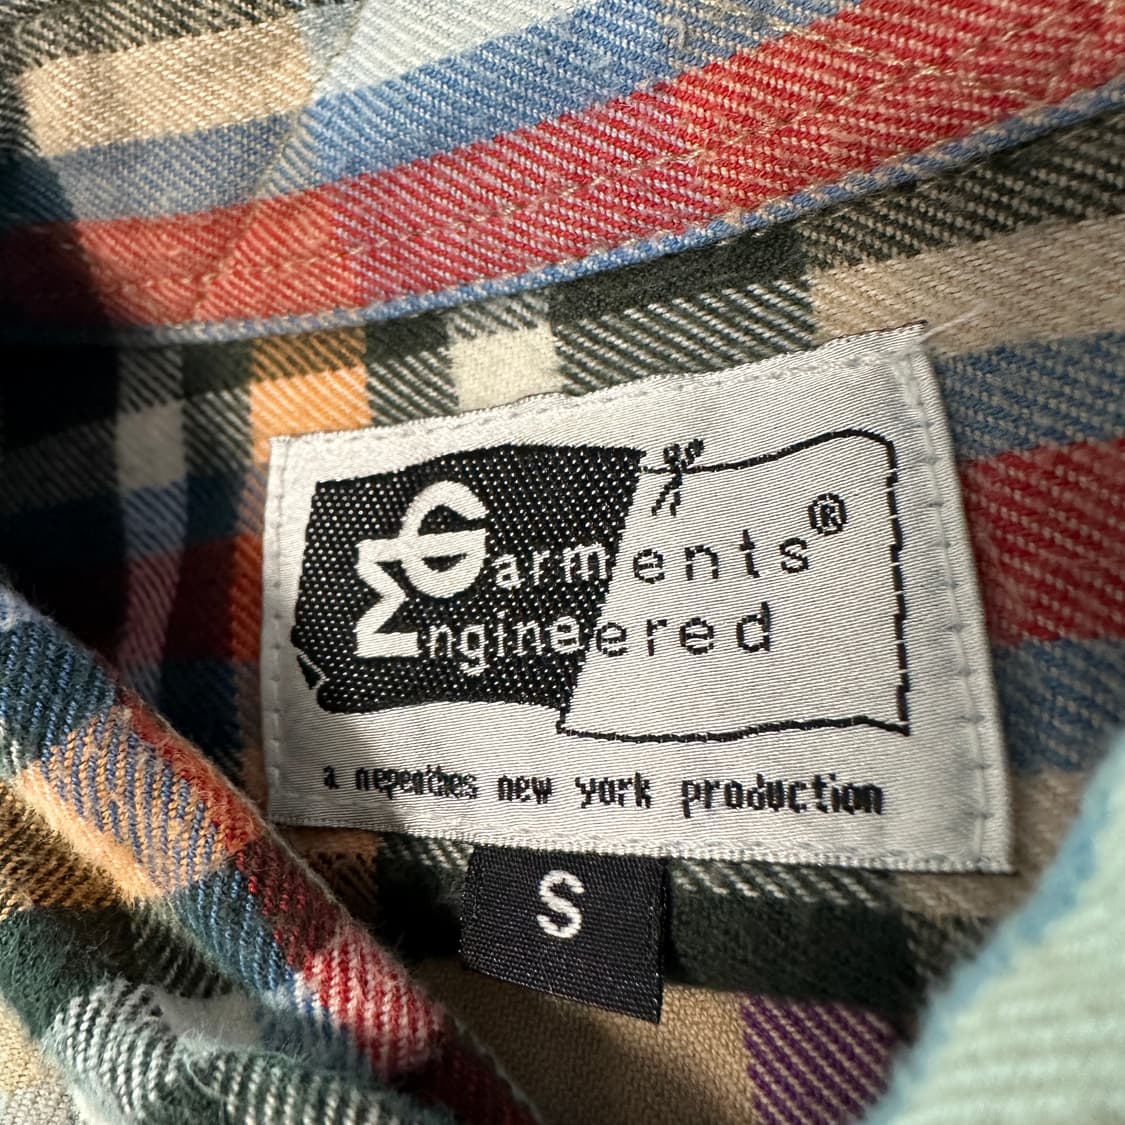 Garments®
Engineered
a nepenthes new york production
S